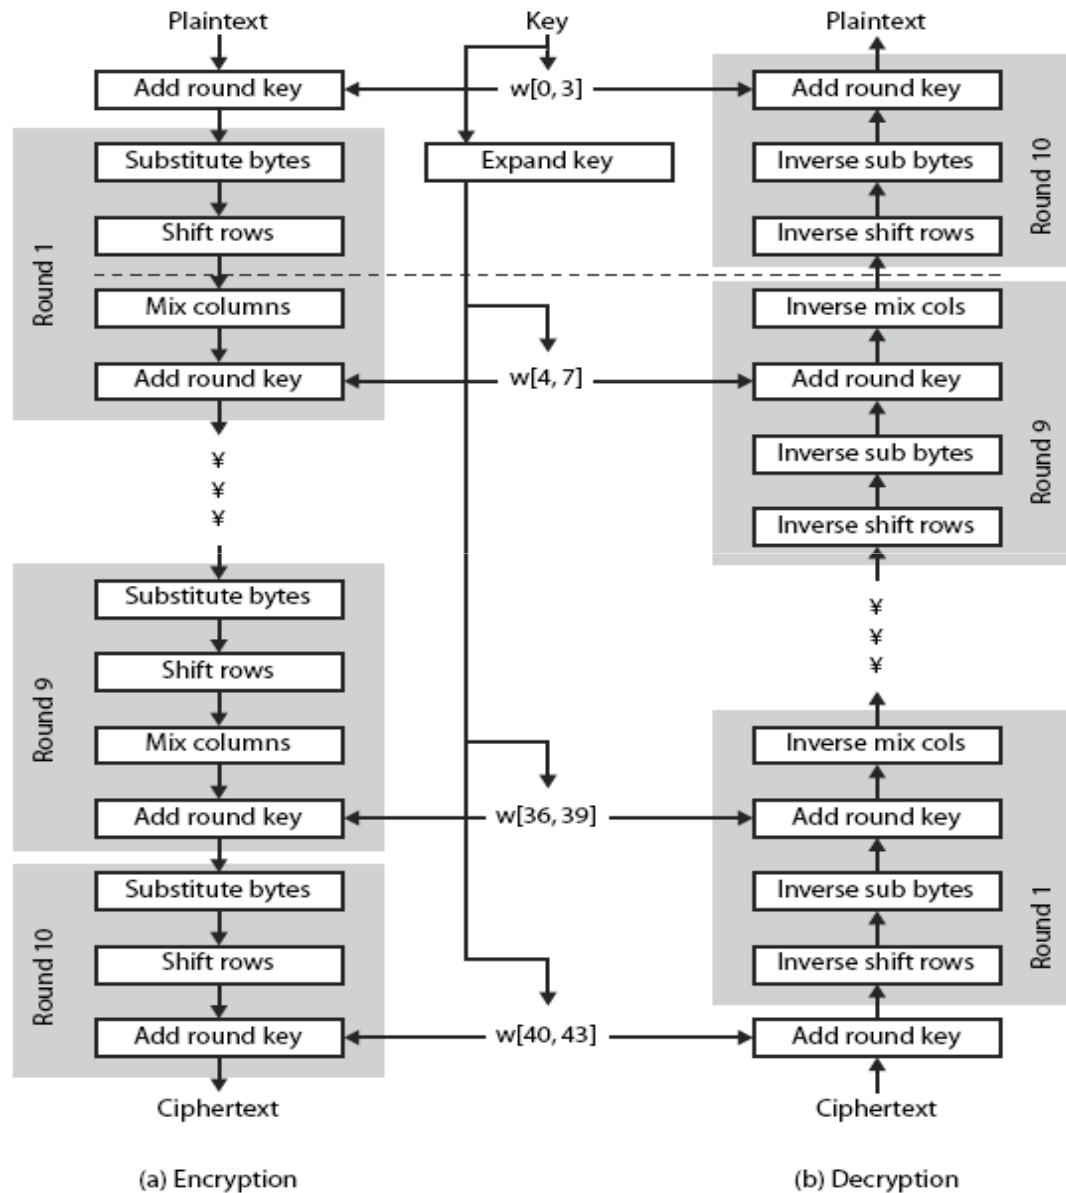 Plaintext
Add round key
Substitute bytes
Shift rows
Mix columns
Add round key
Round 1
¥
¥
¥
Substitute bytes
Shift rows
Mix columns
Add round key
Round 9
Substitute bytes
Shift rows
Add round key
Round 10
Ciphertext
(a) Encryption
Key
w[0, 3]
Expand key
w[4, 7]
w[36, 39]
w[40, 43]
Plaintext
Add round key
Inverse sub bytes
Inverse shift rows
Round 10
Inverse mix cols
Add round key
Inverse sub bytes
Inverse shift rows
Round 9
¥
¥
¥
Inverse mix cols
Add round key
Inverse sub bytes
Inverse shift rows
Round 1
Add round key
Ciphertext
(b) Decryption